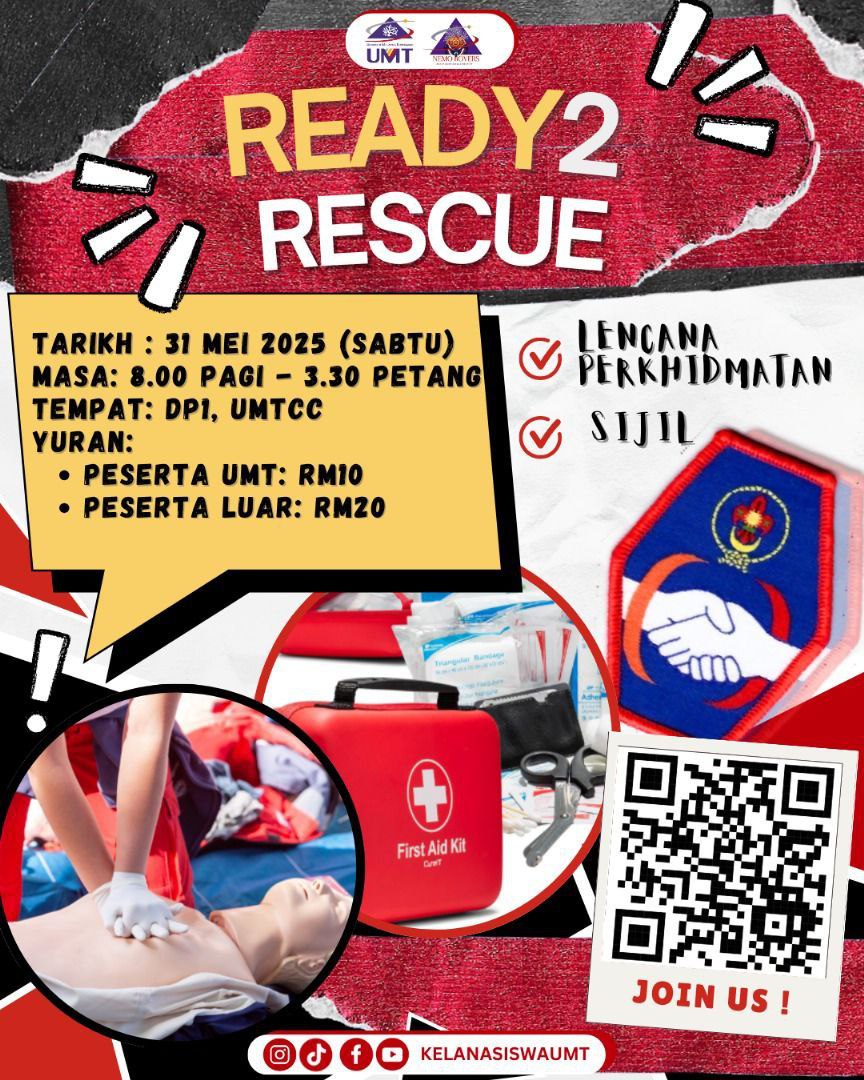 UMT
NEMO ROVERS
READY2
RESCUE
TARIKH : 31 MEI 2025 (SABTU)
MASA: 8.00 PAGI - 3.30 PETANG
TEMPAT: DP1, UMTCC
YURAN:
• PESERTA UMT: RM10
• PESERTA LUAR: RM20
LENCANA
PERKHIDMATAN
SIJIL
Triangular Bandage
First Aid Kit
JOIN US !
KELANASISWAUMT